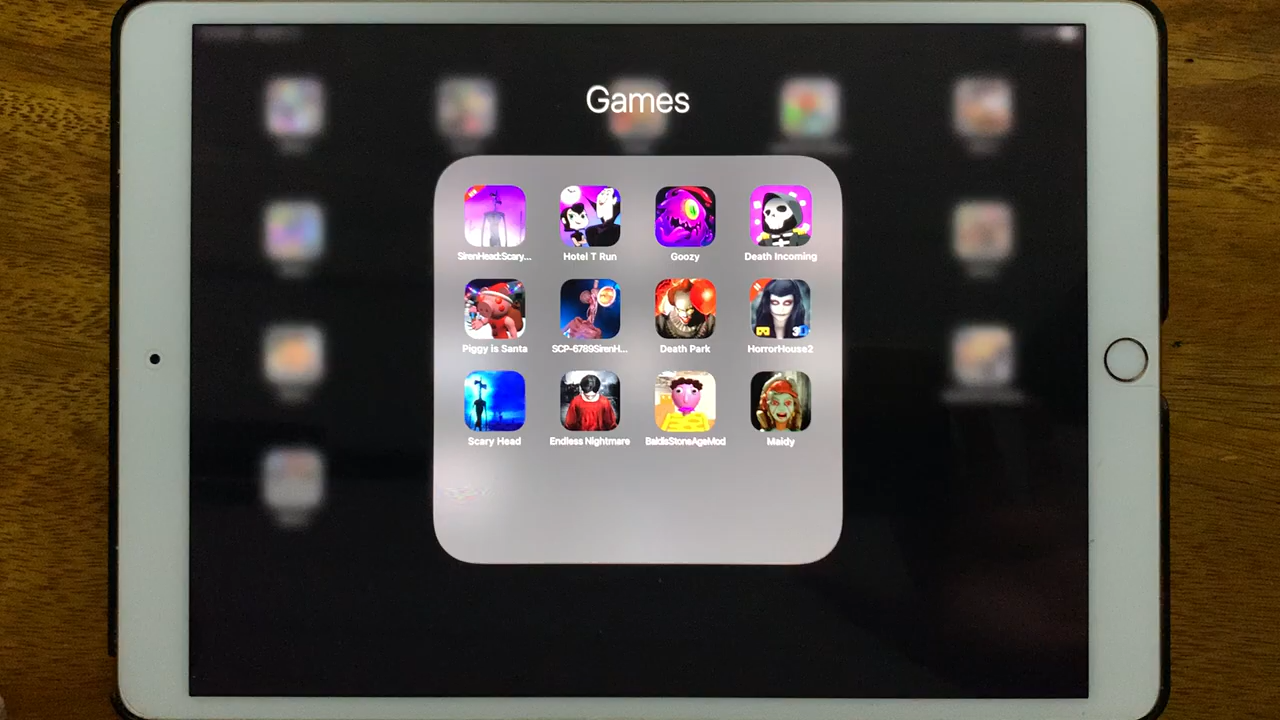 Games
SirenHead:Scary...
Hotel T Run
Goozy
Death Incoming
Piggy is Santa
SCP-6789SirenH...
Death Park
HorrorHouse2
Scary Head
Endless Nightmare
BaldisStoneAgeMod
Maidy